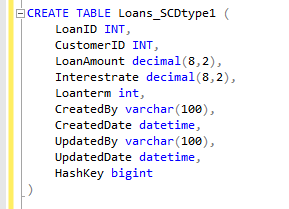 CREATE TABLE Loans_SCDtype1 (
LoanID INT,
CustomerID INT,
LoanAmount decimal(8,2),
Interestrate decimal(8,2),
Loanterm int,
CreatedBy varchar(100),
CreatedDate datetime,
UpdatedBy varchar(100),
UpdatedDate datetime,
HashKey bigint
)